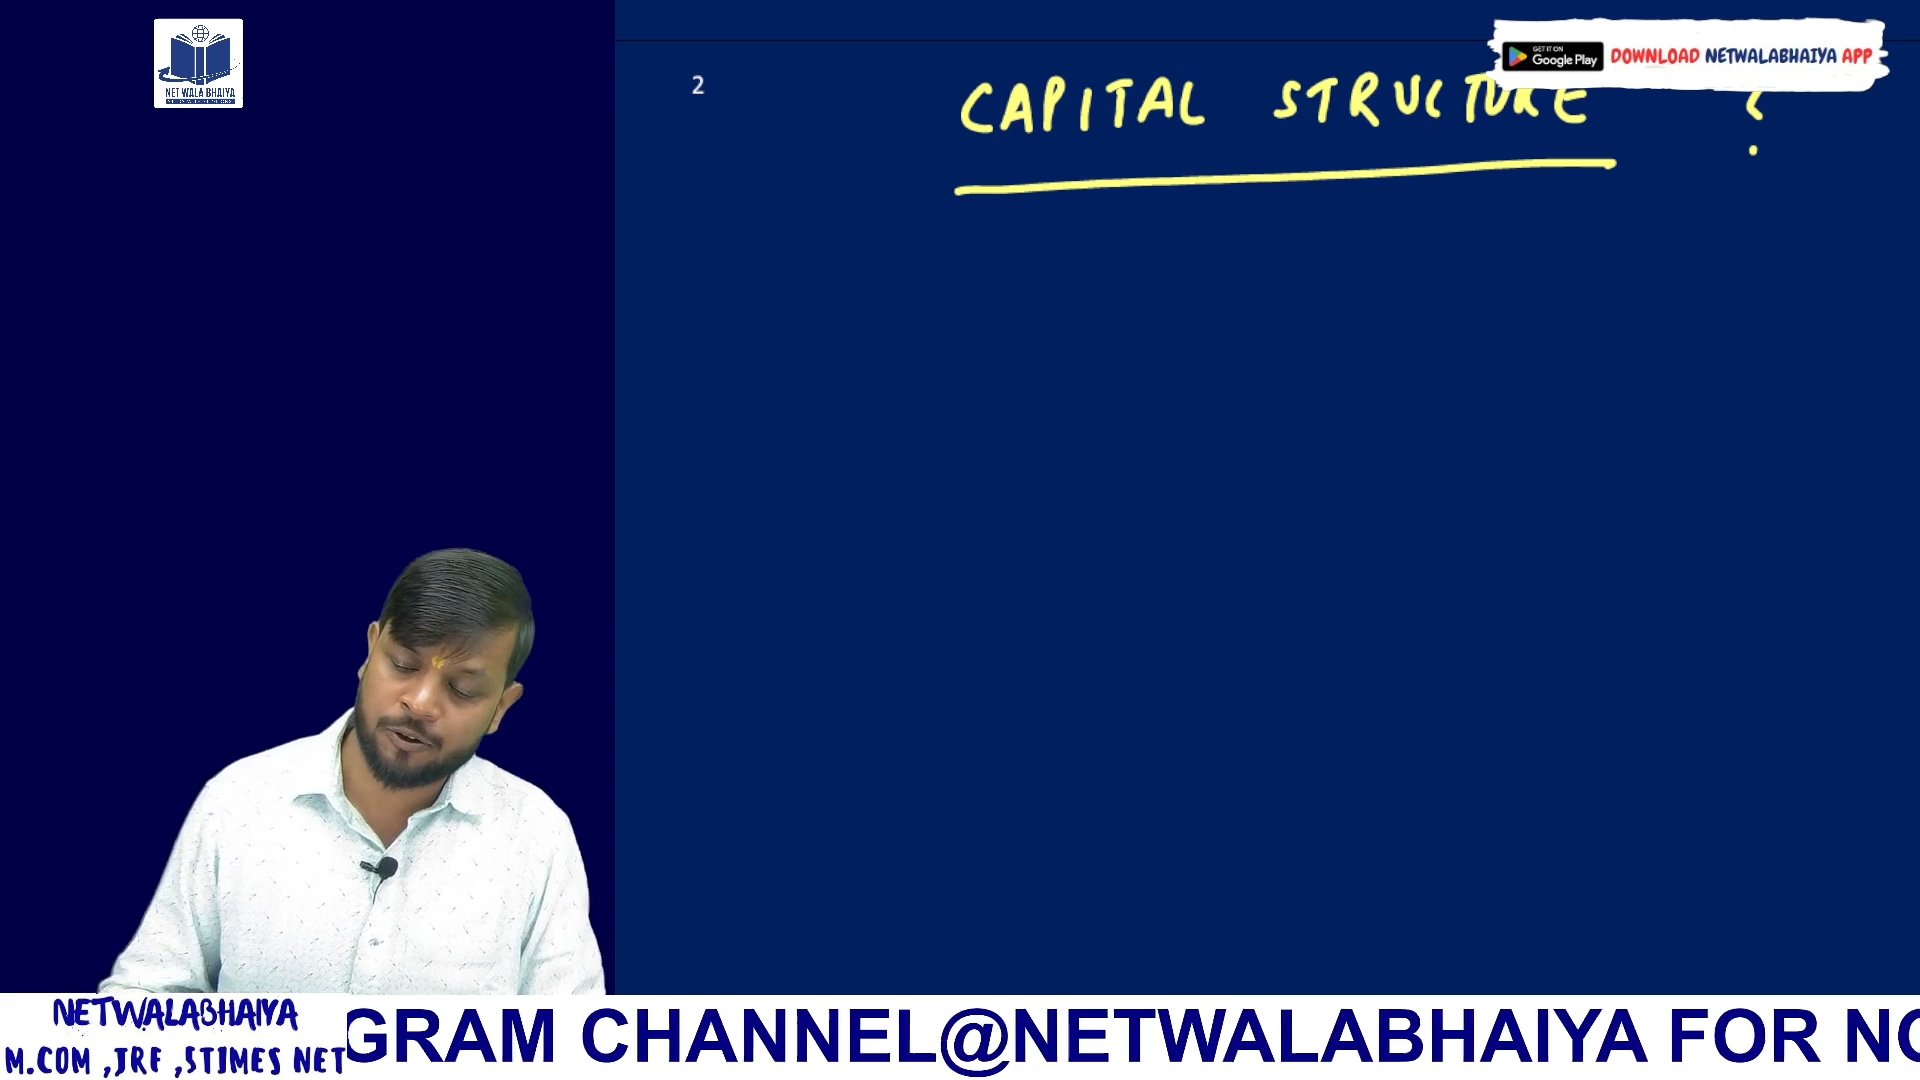 NET WALA BHAIYA
2
CAPITAL STRUCTURE ?
GET IT ON
Google Play
DOWNLOAD NETWALABHAIYA APP
NETWALABHAIYA
M.COM ,JRF ,5TIMES NET
GRAM CHANNEL@NETWALABHAIYA FOR NO